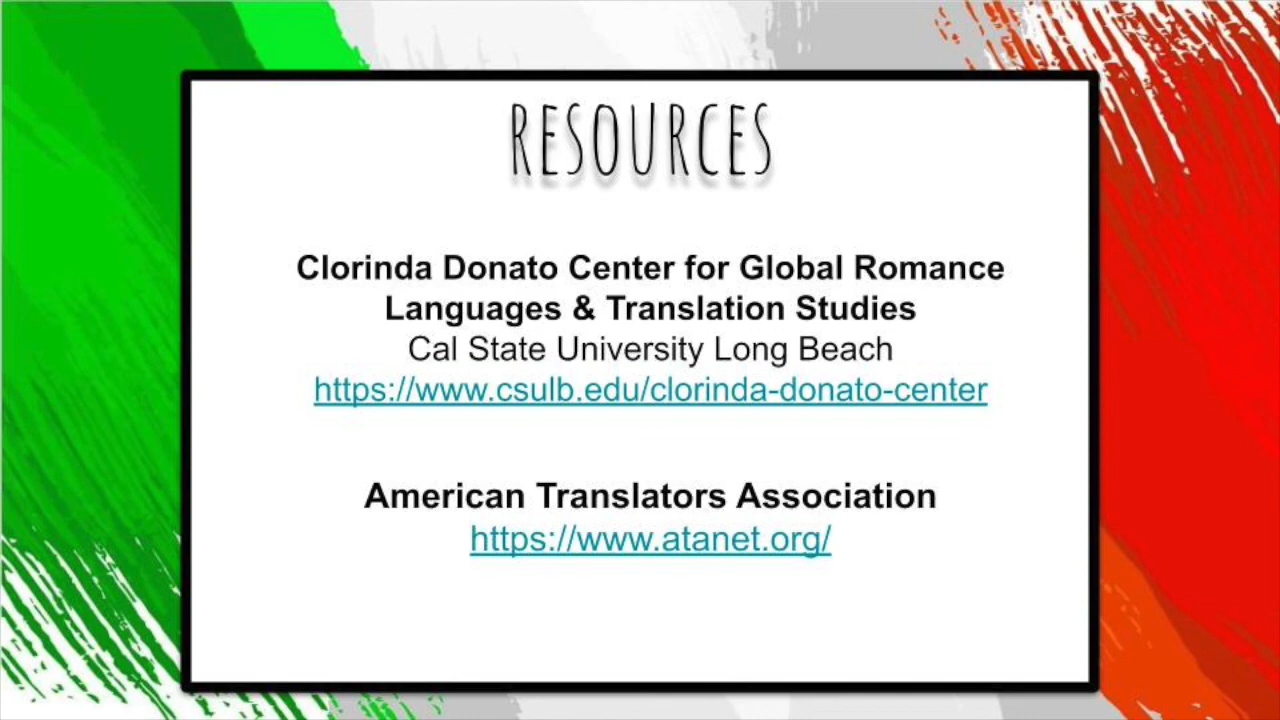 RESOURCES
Clorinda Donato Center for Global Romance
Languages & Translation Studies
Cal State University Long Beach
https://www.csulb.edu/clorinda-donato-center
American Translators Association
https://www.atanet.org/